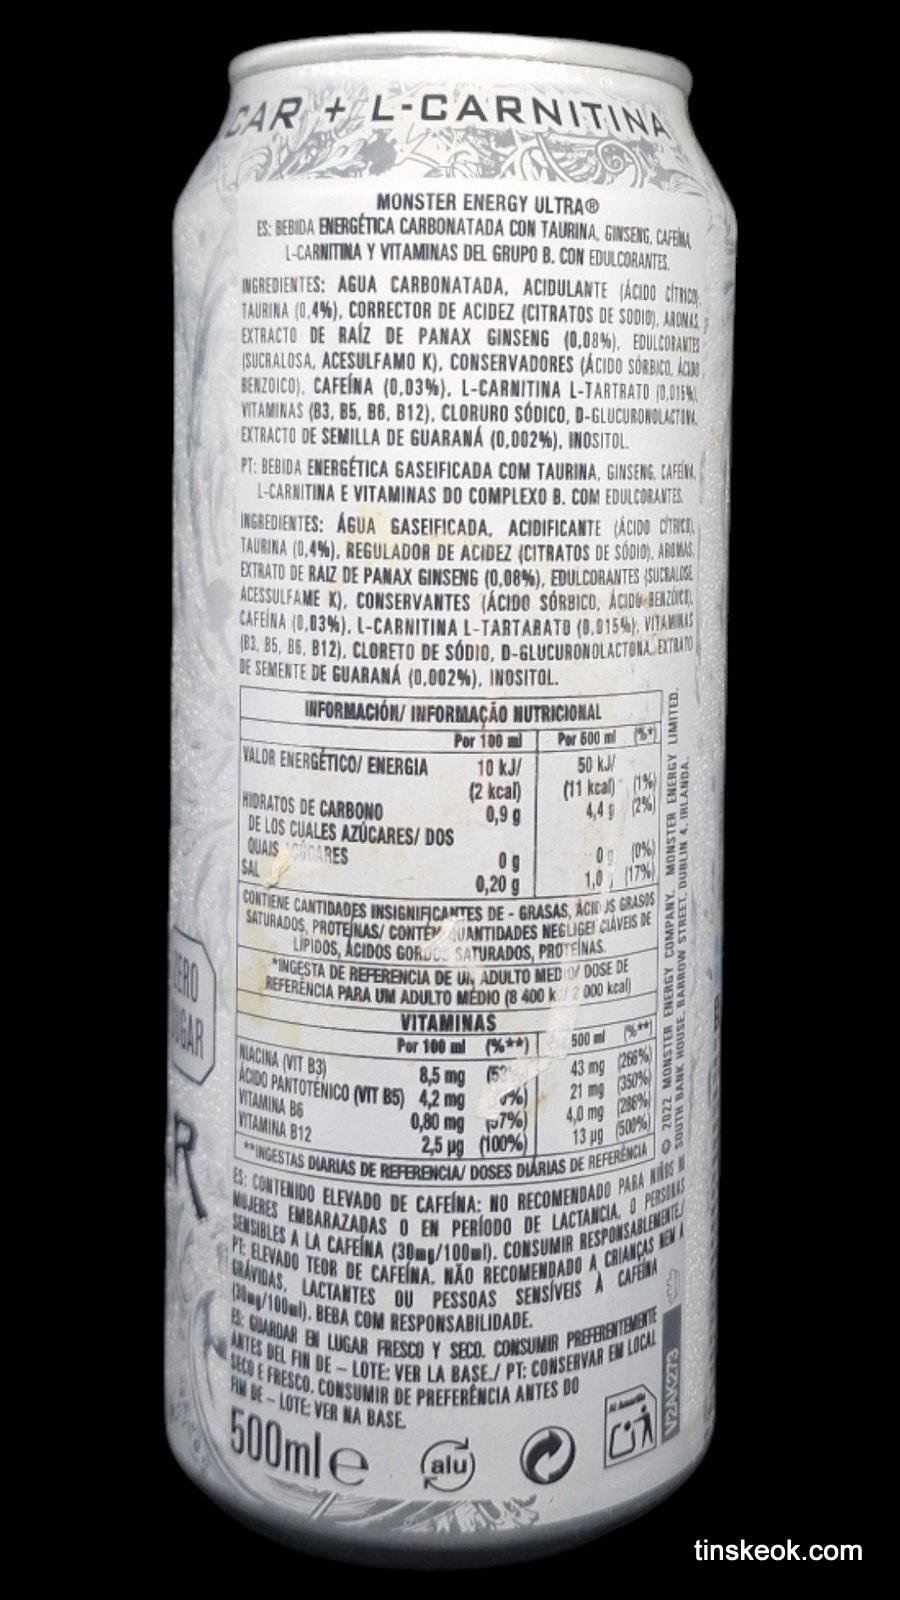 CAR + L-CARNITINA
MONSTER ENERGY ULTRA®
ES: BEBIDA ENERGÉTICA CARBONATADA CON TAURINA, GINSENG, CAFEÍNA,
L-CARNITINA Y VITAMINAS DEL GRUPO B. CON EDULCORANTES.
INGREDIENTES: AGUA CARBONATADA, ACIDULANTE (ÁCIDO CÍTRICO),
TAURINA (0,4%), CORRECTOR DE ACIDEZ (CITRATOS DE SODIO), AROMAS,
EXTRACTO DE RAÍZ DE PANAX GINSENG (0,08%), EDULCORANTES
(SUCRALOSA, ACESULFAMO K), CONSERVADORES (ÁCIDO SÓRBICO, ÁCIDO
BENZOICO), CAFEÍNA (0,03%), L-CARNITINA L-TARTRATO (0,015%),
VITAMINAS (B3, B5, B6, B12), CLORURO SÓDICO, D-GLUCURONOLACTONA,
EXTRACTO DE SEMILLA DE GUARANÁ (0,002%), INOSITOL.
PT: BEBIDA ENERGÉTICA GASEIFICADA COM TAURINA, GINSENG, CAFEÍNA,
L-CARNITINA E VITAMINAS DO COMPLEXO B. COM EDULCORANTES.
INGREDIENTES: ÁGUA GASEIFICADA, ACIDIFICANTE (ÁCIDO CÍTRICO),
TAURINA (0,4%), REGULADOR DE ACIDEZ (CITRATOS DE SÓDIO), AROMAS,
EXTRATO DE RAIZ DE PANAX GINSENG (0,08%), EDULCORANTES (SUCRALOSE,
ACESSULFAME K), CONSERVANTES (ÁCIDO SÓRBICO, ÁCIDO BENZÓICO),
CAFEÍNA (0,03%), L-CARNITINA L-TARTARATO (0,015%), VITAMINAS
(B3, B5, B6, B12), CLORETO DE SÓDIO, D-GLUCURONOLACTONA, EXTRATO
DE SEMENTE DE GUARANÁ (0,002%), INOSITOL.
INFORMACIÓN/ INFORMAÇÃO NUTRICIONAL
Por 100 ml Por 500 ml (%*)
VALOR ENERGÉTICO/ ENERGIA 10 kJ/ 50 kJ/
(2 kcal) (11 kcal) (1%)
HIDRATOS DE CARBONO 0,9 g 4,4 g (2%)
DE LOS CUALES AZÚCARES/ DOS
QUAIS AÇÚCARES 0 g 0 g (0%)
SAL 0,20 g 1,0 (17%)
CONTIENE CANTIDADES INSIGNIFICANTES DE - GRASAS, ÁCIDOS GRASOS
SATURADOS, PROTEÍNAS/ CONTÉM QUANTIDADES NEGLIGENCIÁVEIS DE
LÍPIDOS, ÁCIDOS GORDOS SATURADOS, PROTEÍNAS.
*INGESTA DE REFERENCIA DE UN ADULTO MEDIO/ DOSE DE
REFERÊNCIA PARA UM ADULTO MÉDIO (8 400 kJ/ 2 000 kcal)
VITAMINAS
Por 100 ml (%**) 500 ml (%**)
NIACINA (VIT B3) 8,5 mg 43 mg (266%)
ÁCIDO PANTOTÉNICO (VIT B5) 4,2 mg 21 mg (350%)
VITAMINA B6 0,80 mg (57%) 4,0 mg (286%)
VITAMINA B12 2,5 µg (100%) 13 µg (500%)
**INGESTAS DIARIAS DE REFERENCIA/ DOSES DIÁRIAS DE REFERÊNCIA
© 2022 MONSTER ENERGY COMPANY. MONSTER ENERGY LIMITED,
SOUTH BANK HOUSE, BARROW STREET, DUBLIN 4, IRLANDA.
ES: CONTENIDO ELEVADO DE CAFEÍNA: NO RECOMENDADO PARA NIÑOS NI
MUJERES EMBARAZADAS O EN PERÍODO DE LACTANCIA, O PERSONAS
SENSIBLES A LA CAFEÍNA (30mg/100ml). CONSUMIR RESPONSABLEMENTE./
PT: ELEVADO TEOR DE CAFEÍNA. NÃO RECOMENDADO A CRIANÇAS NEM A
GRÁVIDAS, LACTANTES OU PESSOAS SENSÍVEIS À CAFEÍNA
(30mg/100ml). BEBA COM RESPONSABILIDADE.
ES: GUARDAR EN LUGAR FRESCO Y SECO. CONSUMIR PREFERENTEMENTE
ANTES DEL FIN DE – LOTE: VER LA BASE./ PT: CONSERVAR EM LOCAL
SECO E FRESCO. CONSUMIR DE PREFERÊNCIA ANTES DO
FIM DE – LOTE: VER NA BASE.
500ml e
alu
V2AK273
ZERO
SUGAR
R
tinskeok.com